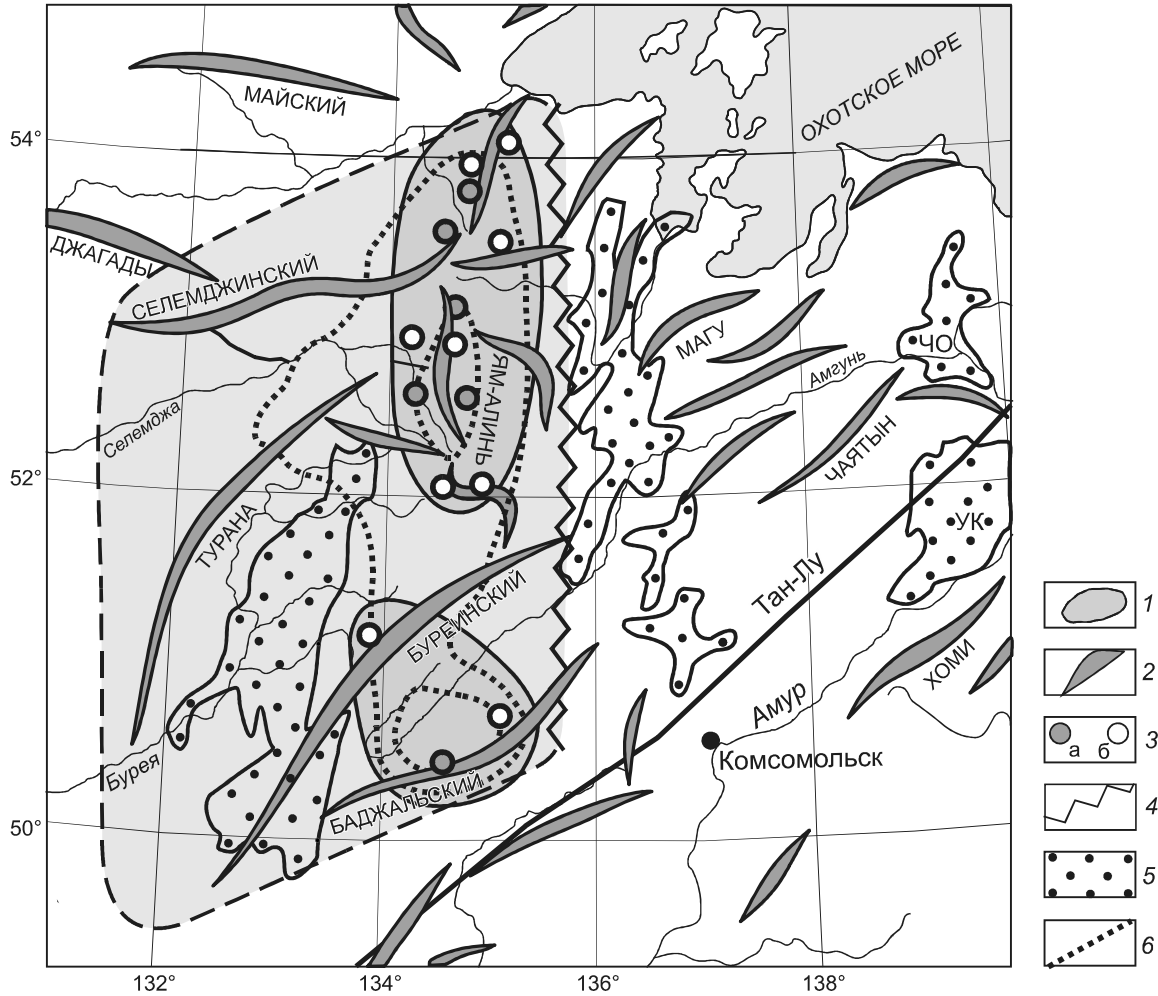 ОХОТСКОЕ МОРЕ
МАЙСКИЙ
54°
ДЖАГАДЫ
СЕЛЕМДЖИНСКИЙ
МАГУ
ЧО
Амгунь
ЯМ-АЛИНЬ
Селемджа
ЧАЯТЫН
52°
ТУРАНА
УК
Тан-Лу
БУРЕИНСКИЙ
ХОМИ
Амур
Бурея
Комсомольск
БАДЖАЛЬСКИЙ
50°
132°
134°
136°
138°
1
2
а б 3
4
5
6